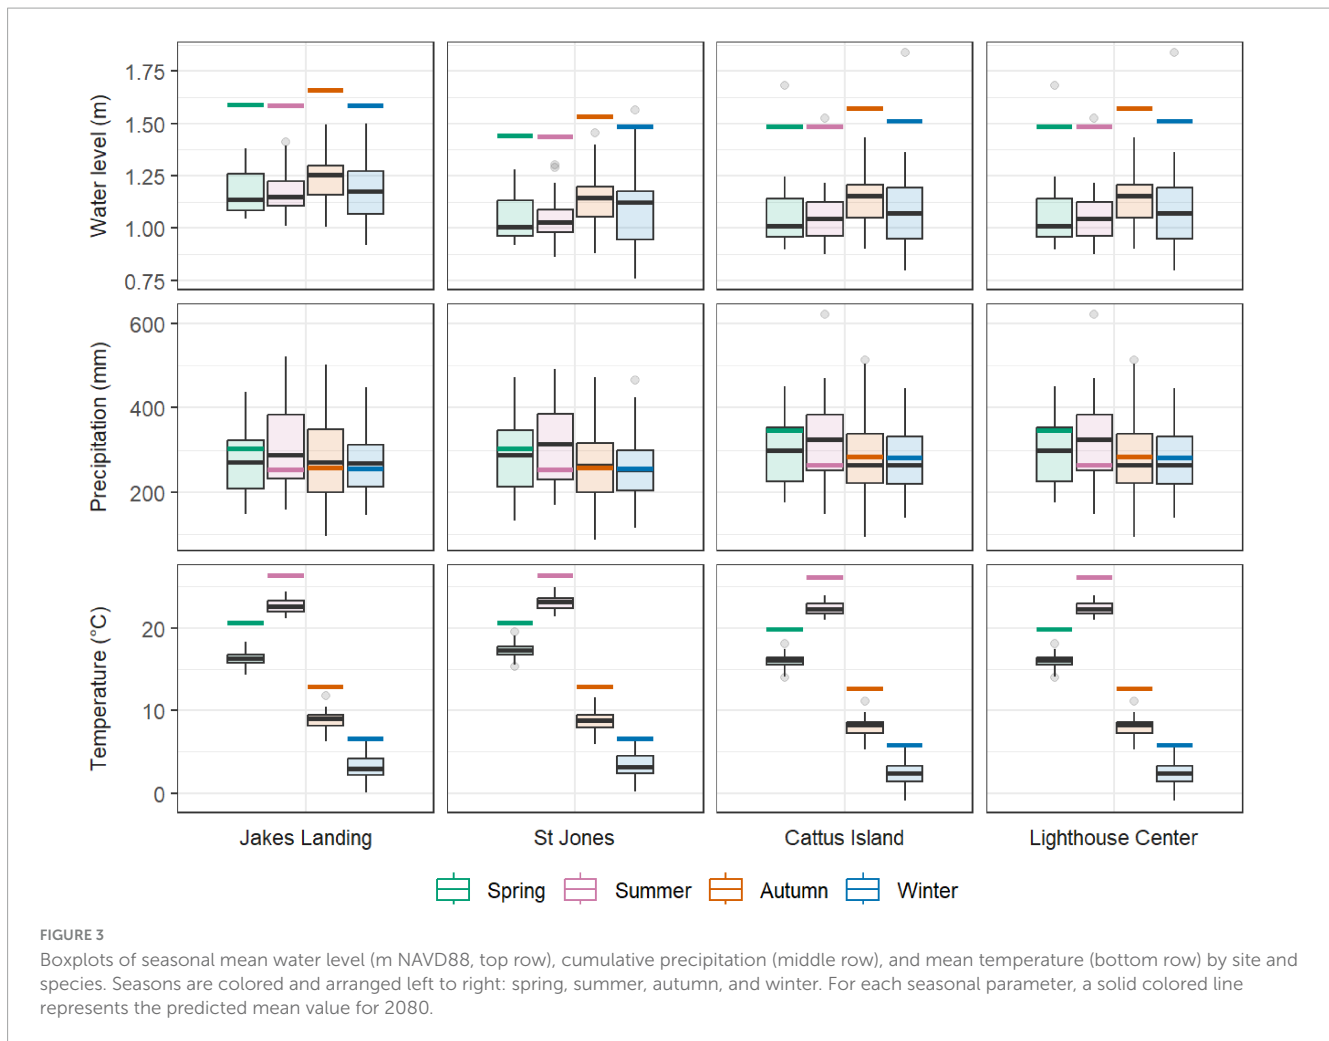 Water level (m)
1.75
1.50
1.25
1.00
0.75
Precipitation (mm)
600
400
200
Temperature (°C)
20
10
0
Jakes Landing
St Jones
Cattus Island
Lighthouse Center
Spring
Summer
Autumn
Winter
FIGURE 3
Boxplots of seasonal mean water level (m NAVD88, top row), cumulative precipitation (middle row), and mean temperature (bottom row) by site and
species. Seasons are colored and arranged left to right: spring, summer, autumn, and winter. For each seasonal parameter, a solid colored line
represents the predicted mean value for 2080.